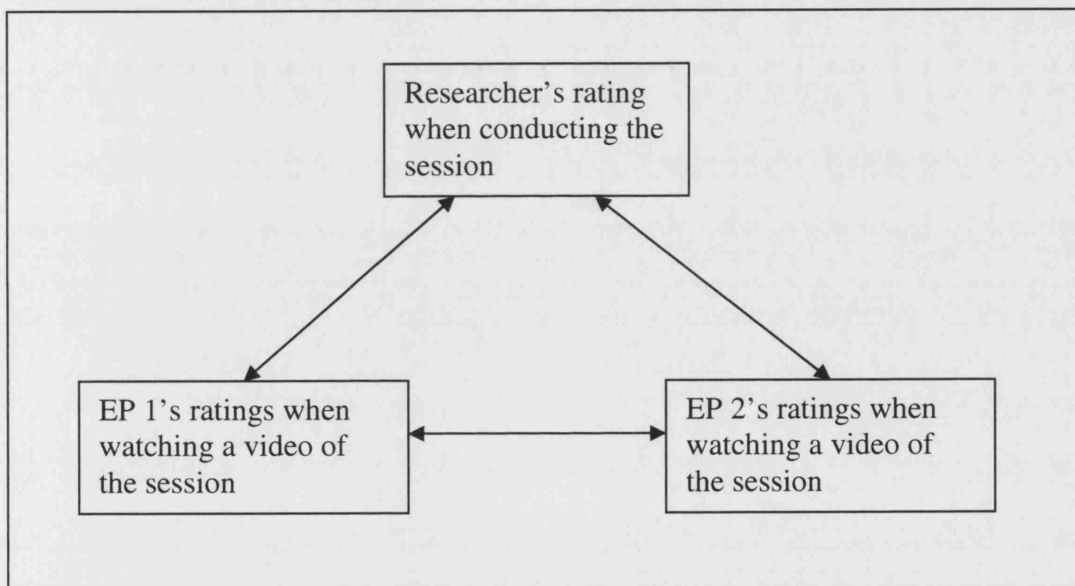 Researcher's rating
when conducting the
session
EP 1's ratings when
watching a video of
the session
EP 2's ratings when
watching a video of
the session